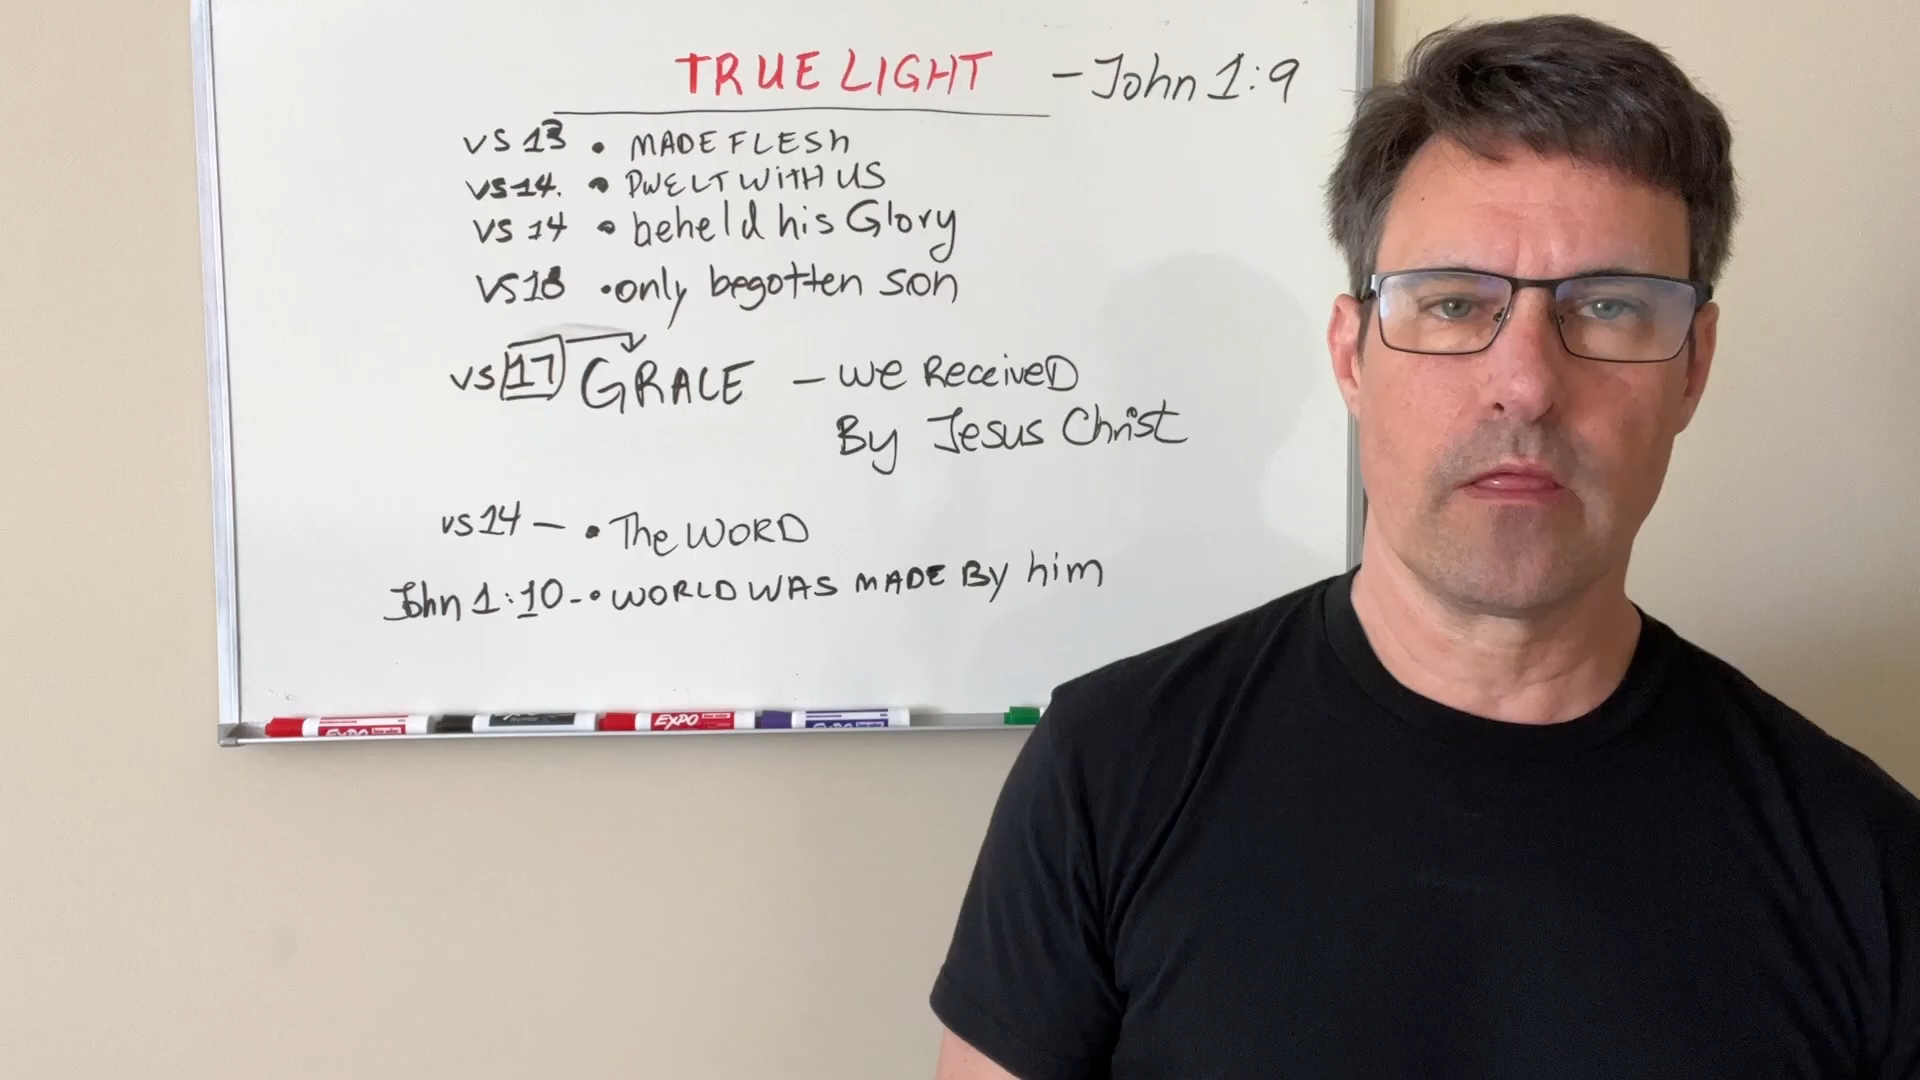 TRUE LIGHT - John 1:9
VS 13 • MADE FLESH
VS 14. • DWELT WITH US
VS 14 • beheld his Glory
VS 18 • only begotten son
VS 17 GRACE - We ReceiveD
By Jesus Christ
VS 14 - • The WORD
John 1:10 - • WORLD WAS MADE By him
EXPO
EXPO
EXPO